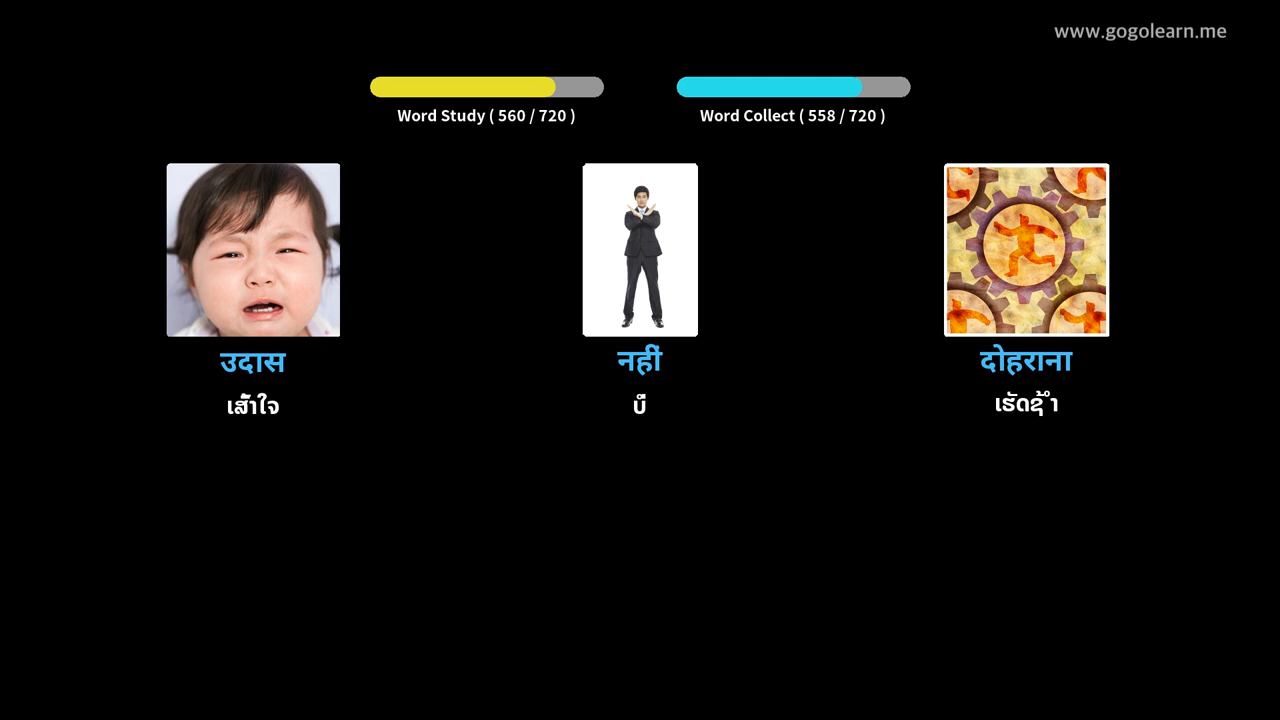 www.gogolearn.me
Word Study ( 560 / 720 )
Word Collect ( 558 / 720 )
उदास
नहीं
दोहराना
ເສົ້າໃຈ
ບໍ່
ເຮັດຊ້ຳ